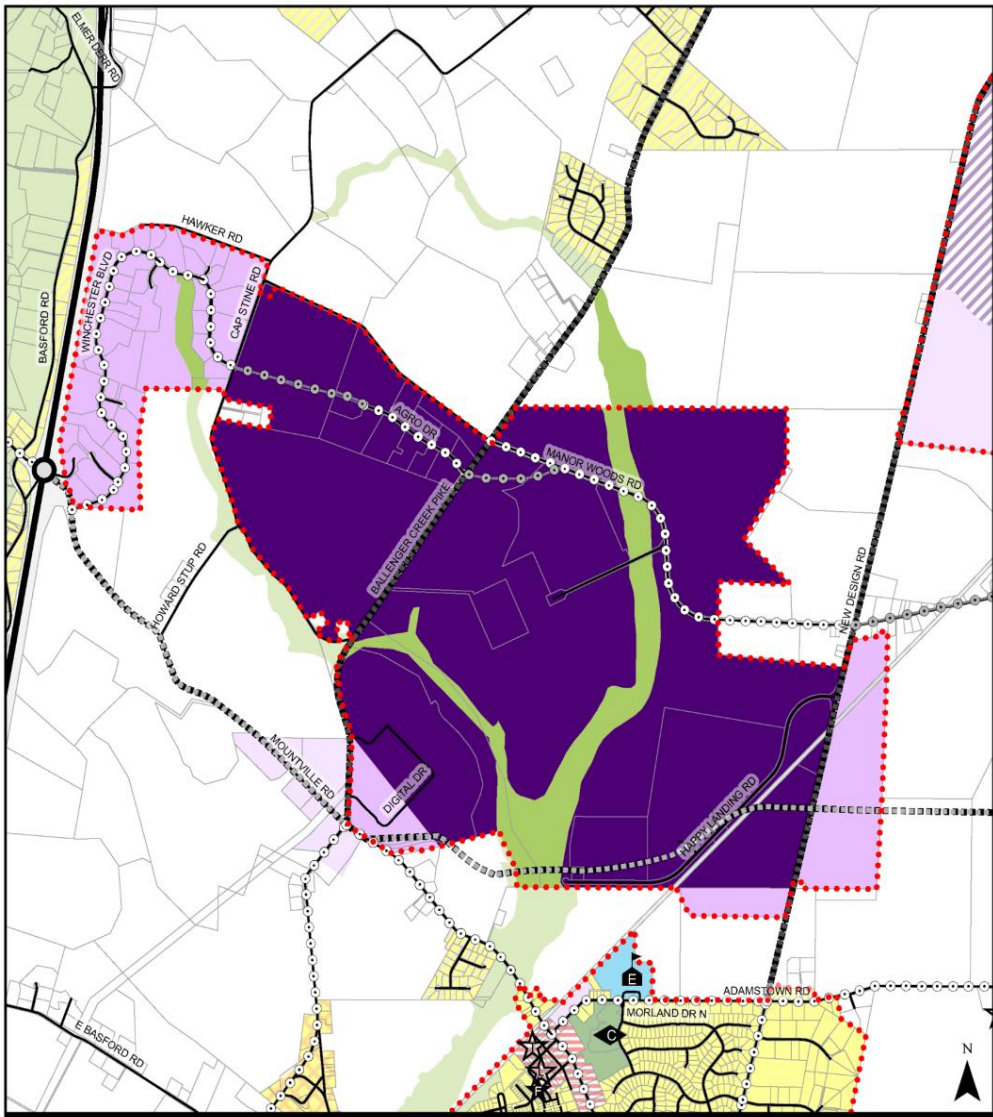 ELMER DERR RD
HAWKER RD
WINCHESTER BLVD
CAP STINE RD
BASFORD RD
AGRO DR
MANOR WOODS RD
BALLENGER CREEK PIKE
NEW DESIGN RD
HOWARD STUP RD
MOUNTVILLE RD
DIGITAL DR
HAPPY LANDING RD
E
ADAMSTOWN RD
MORLAND DR N
C
E BASFORD RD
F
N